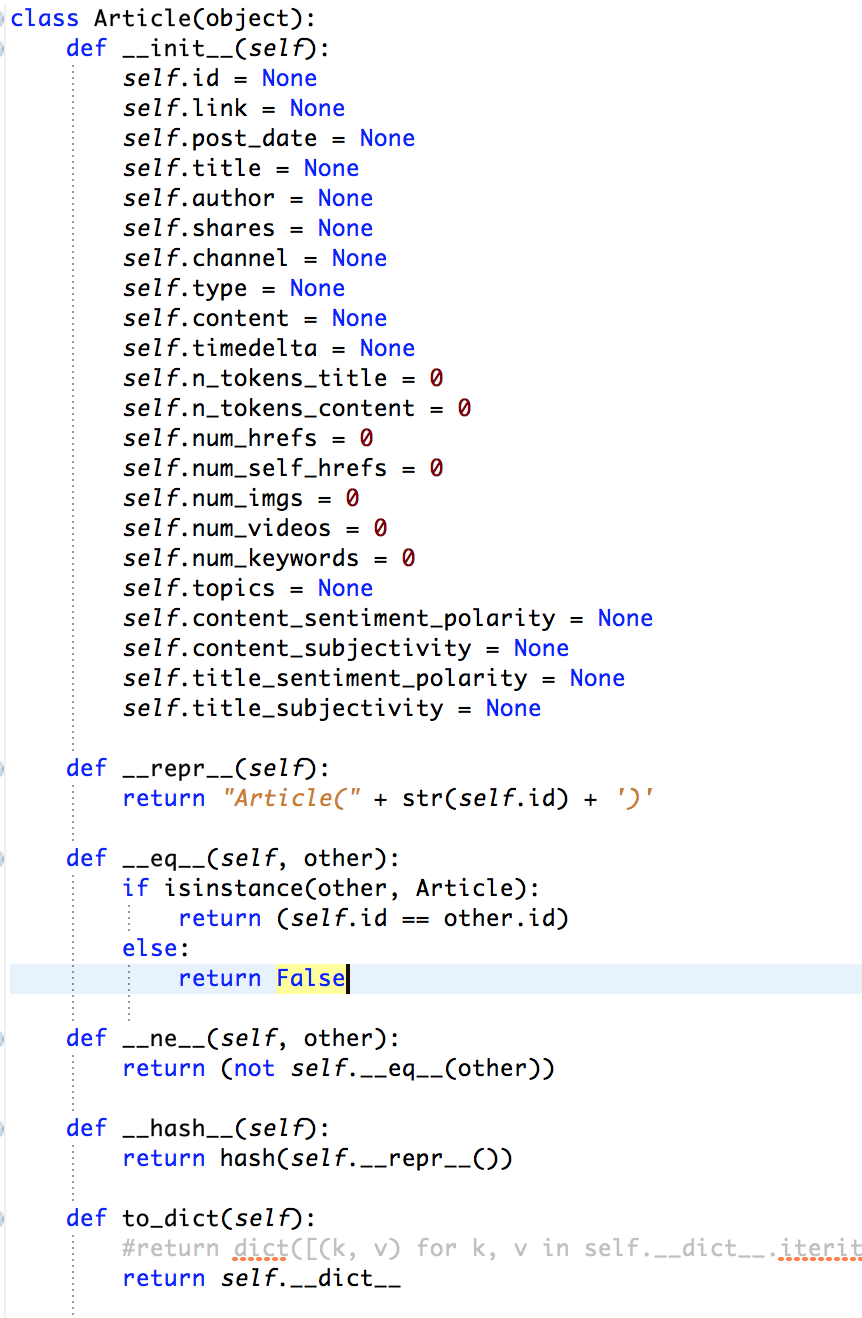 class Article(object):
    def __init__(self):
        self.id = None
        self.link = None
        self.post_date = None
        self.title = None
        self.author = None
        self.shares = None
        self.channel = None
        self.type = None
        self.content = None
        self.timedelta = None
        self.n_tokens_title = 0
        self.n_tokens_content = 0
        self.num_hrefs = 0
        self.num_self_hrefs = 0
        self.num_imgs = 0
        self.num_videos = 0
        self.num_keywords = 0
        self.topics = None
        self.content_sentiment_polarity = None
        self.content_subjectivity = None
        self.title_sentiment_polarity = None
        self.title_subjectivity = None
    def __repr__(self):
        return "Article(" + str(self.id) + ')'
    def __eq__(self, other):
        if isinstance(other, Article):
            return (self.id == other.id)
        else:
            return False
    def __ne__(self, other):
        return (not self.__eq__(other))
    def __hash__(self):
        return hash(self.__repr__())
    def to_dict(self):
        #return dict([(k, v) for k, v in self.__dict__.iterit
        return self.__dict__